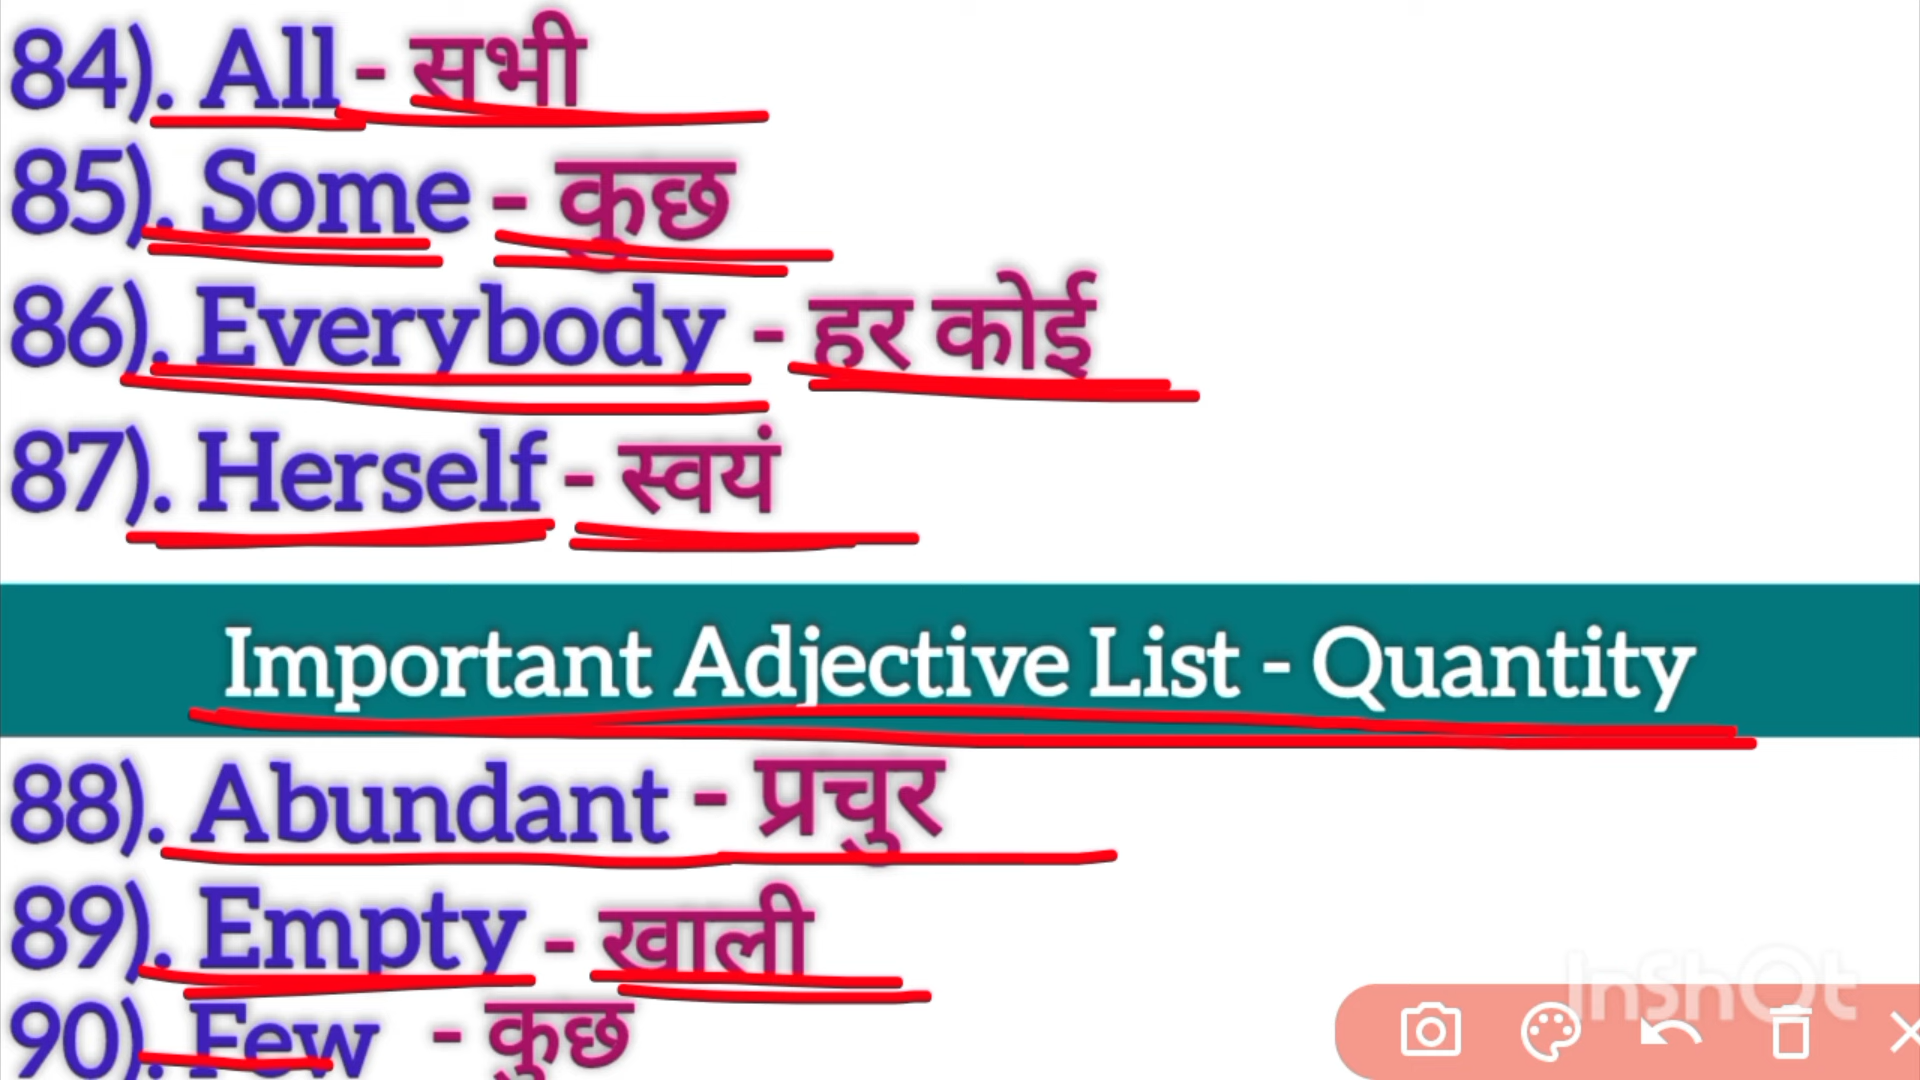 84). All - सभी
85). Some - कुछ
86). Everybody - हर कोई
87). Herself - स्वयं
Important Adjective List - Quantity
88). Abundant - प्रचुर
89). Empty - खाली
90). Few - कुछ
InShOt